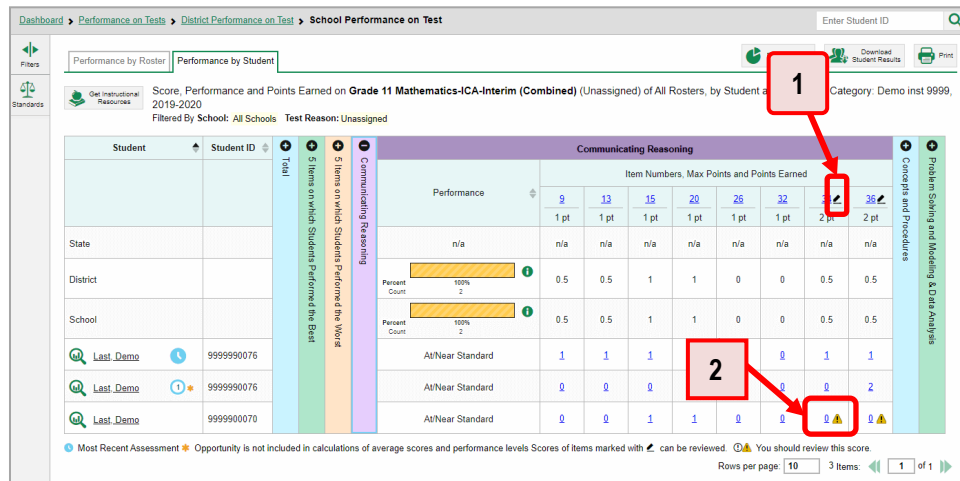 Dashboard > Performance on Tests > District Performance on Test > School Performance on Test
Enter Student ID
Filters
Standards
Performance by Roster
Performance by Student
Download Student Results
Print
Get Instructional Resources
Score, Performance and Points Earned on Grade 11 Mathematics-ICA-Interim (Combined) (Unassigned) of All Rosters, by Student a
Category: Demo inst 9999,
2019-2020
Filtered By School: All Schools Test Reason: Unassigned
1
Student Student ID
Total
5 Items on which Students Performed the Best
5 Items on which Students Performed the Worst
Communicating Reasoning
Communicating Reasoning
Concepts and Procedures
Problem Solving and Modeling & Data Analysis
Performance
Item Numbers, Max Points and Points Earned
9 13 15 20 26 32 36
1 pt 1 pt 1 pt 1 pt 1 pt 1 pt 2 pt 2 pt
State n/a n/a n/a n/a n/a n/a n/a n/a n/a
District Percent 100% Count 2 0.5 0.5 1 1 0 0 0.5 0.5
School Percent 100% Count 2 0.5 0.5 1 1 0 0 0.5 0.5
Last, Demo 9999990076 At/Near Standard 1 1 1 0 1 1
Last, Demo 1 9999990076 At/Near Standard 0 0 0 0 0 2
Last, Demo 9999900070 At/Near Standard 0 0 1 1 0 0 0 0
2
Most Recent Assessment Opportunity is not included in calculations of average scores and performance levels Scores of items marked with can be reviewed. You should review this score.
Rows per page: 10 3 Items: 1 of 1